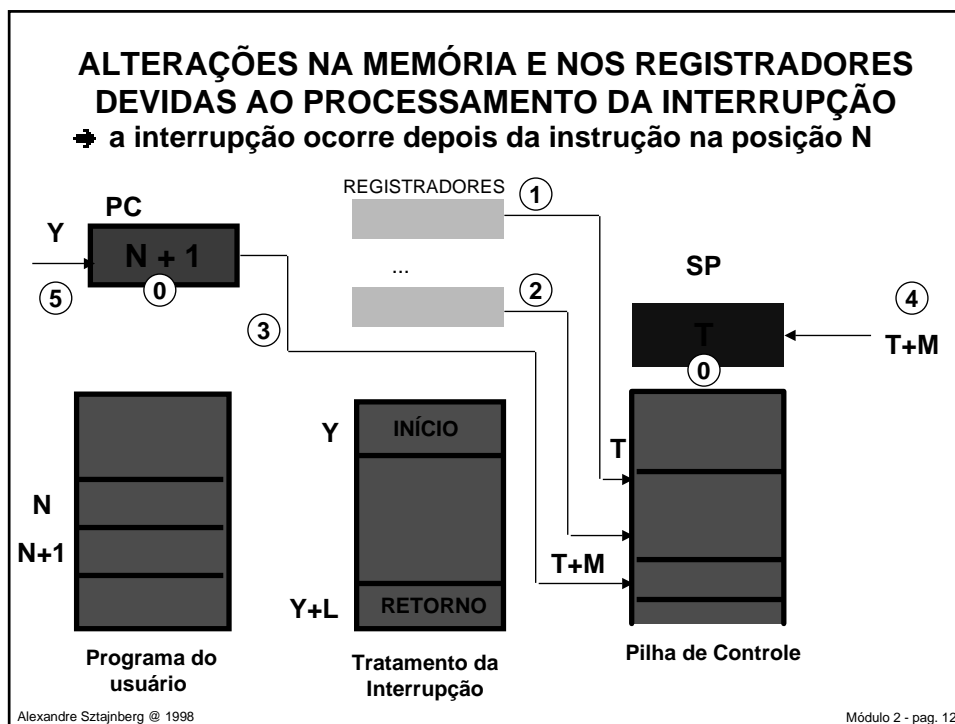 ALTERAÇÕES NA MEMÓRIA E NOS REGISTRADORES
DEVIDAS AO PROCESSAMENTO DA INTERRUPÇÃO
➔ a interrupção ocorre depois da instrução na posição N
REGISTRADORES
1
PC
Y
N + 1
0
5
...
2
3
SP
4
T
0
T+M
Y
INÍCIO
T
N
N+1
T+M
Y+L
RETORNO
Programa do
usuário
Tratamento da
Interrupção
Pilha de Controle
Alexandre Sztajnberg @ 1998
Módulo 2 - pag. 12